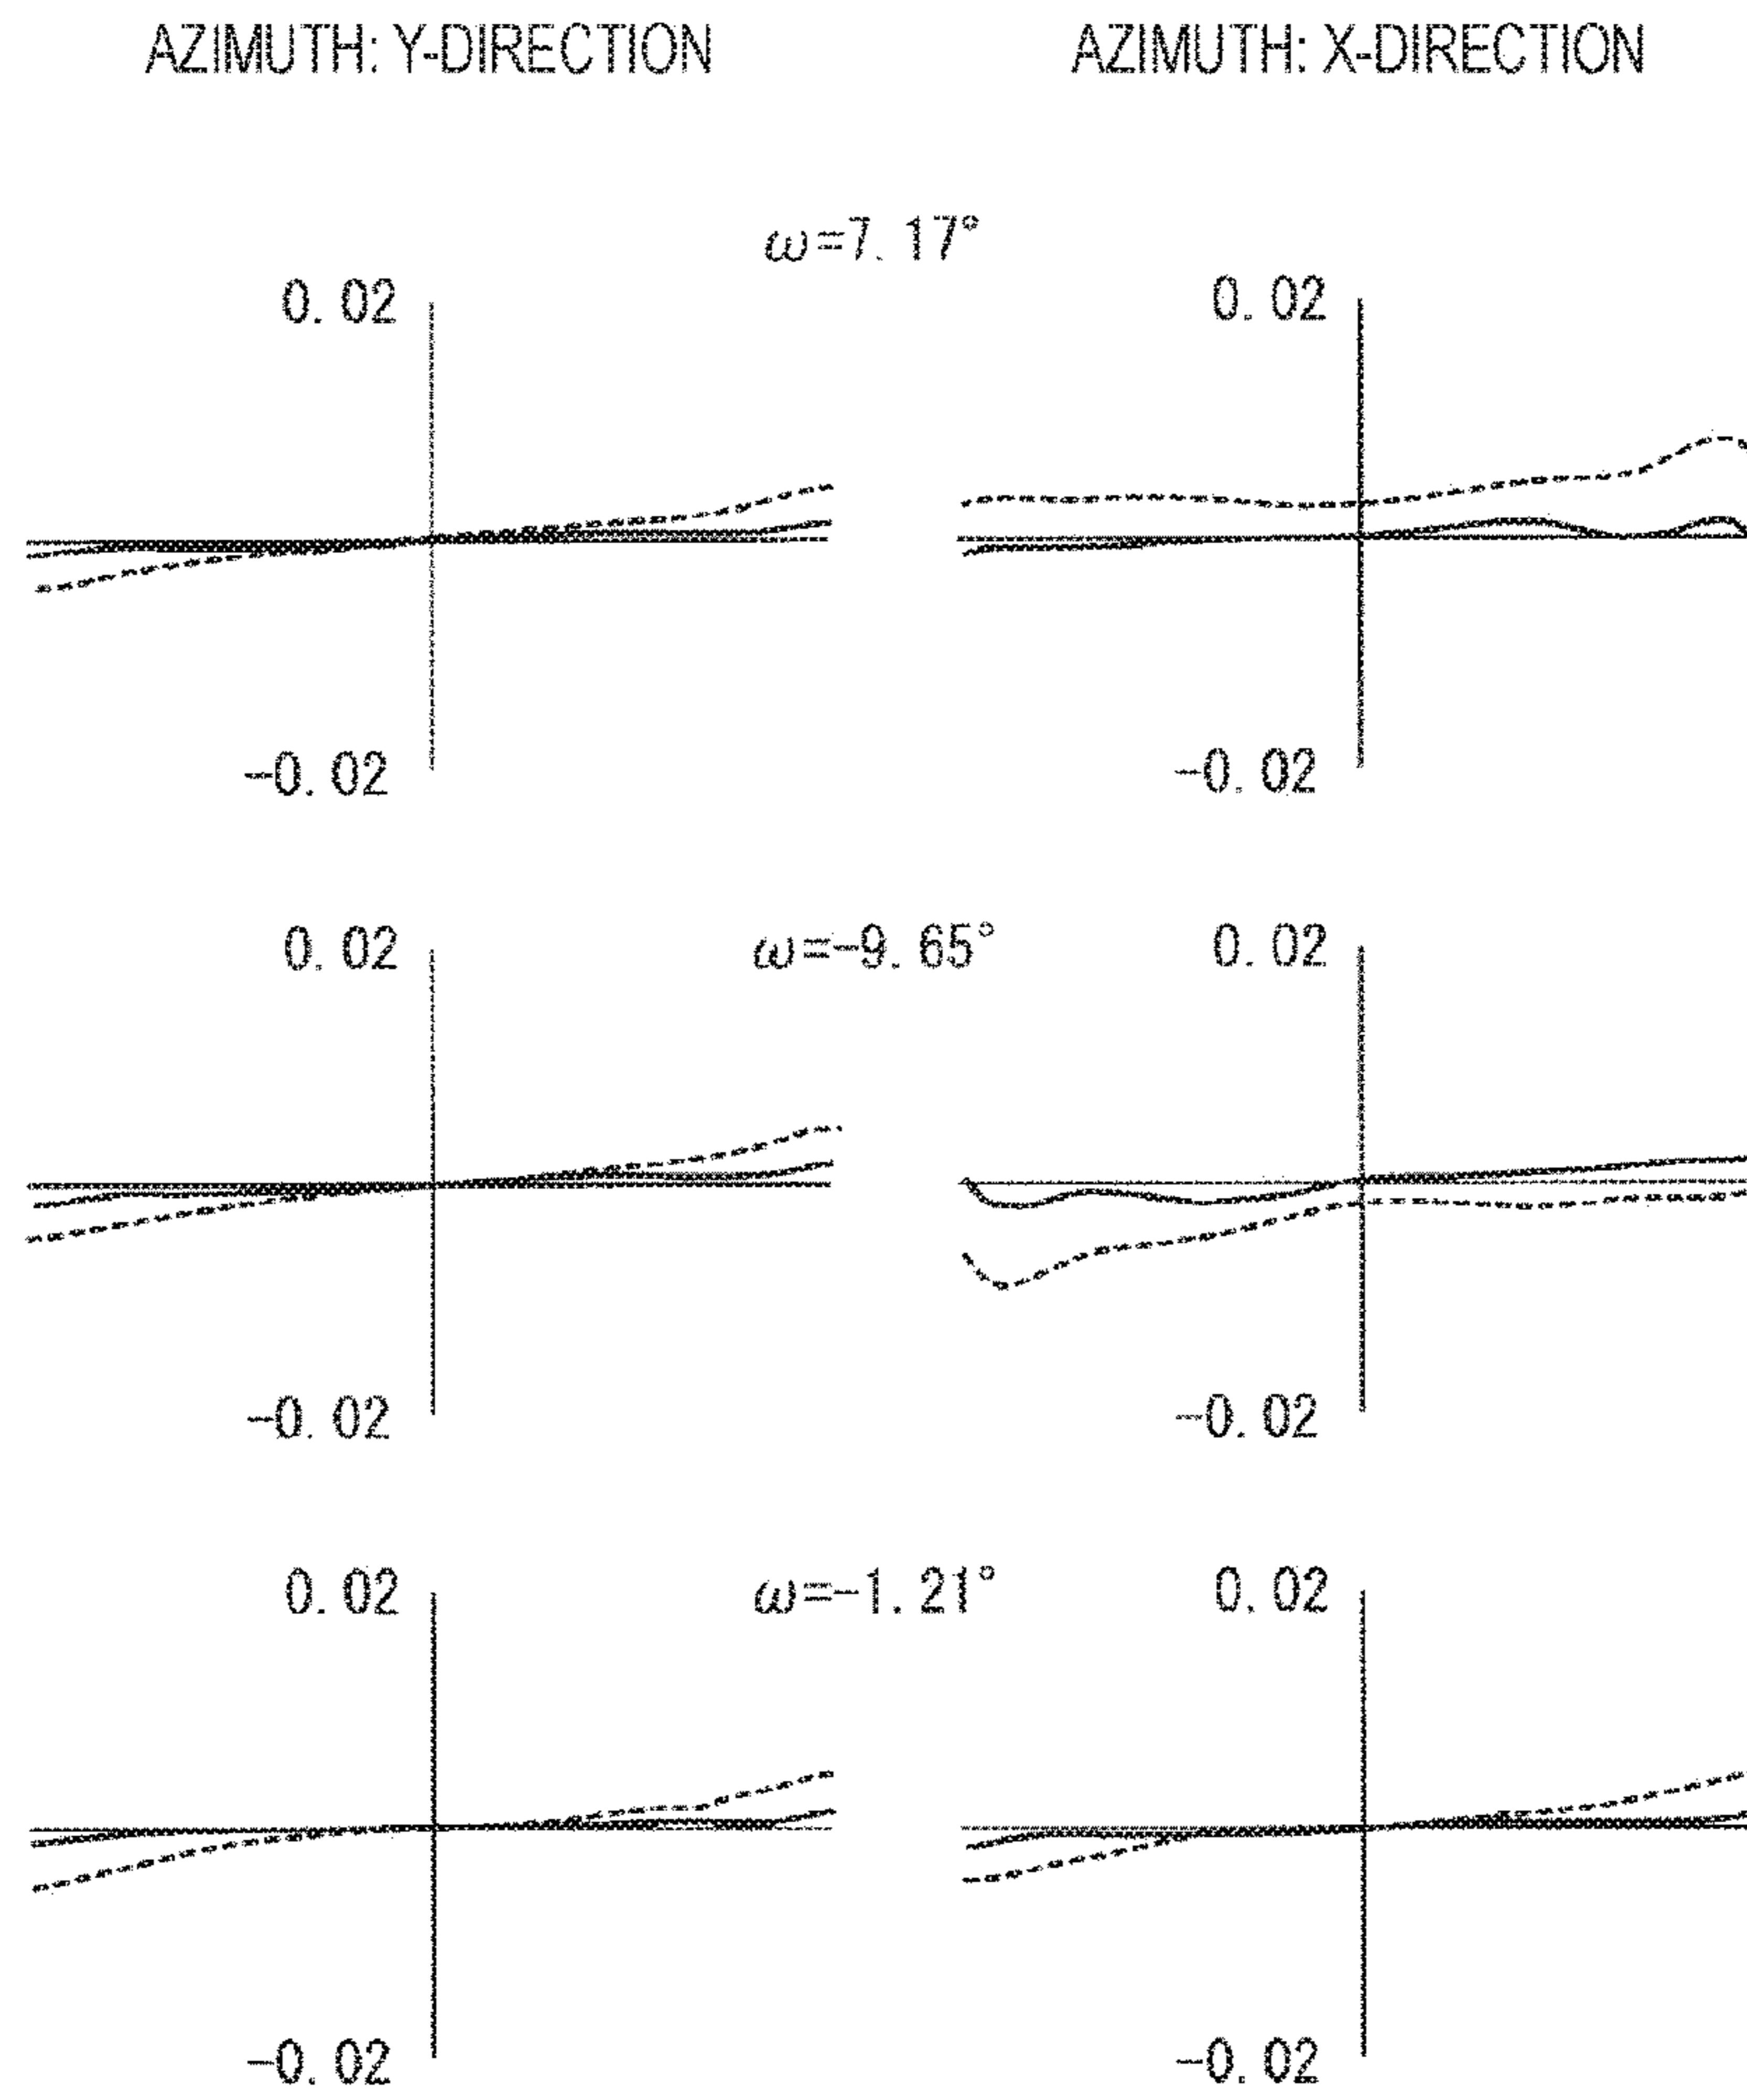 AZIMUTH: Y-DIRECTION AZIMUTH: X-DIRECTION
ω=7.17°
0.02 0.02
-0.02 -0.02
0.02 ω=-9.65° 0.02
-0.02 -0.02
0.02 ω=-1.21° 0.02
-0.02 -0.02